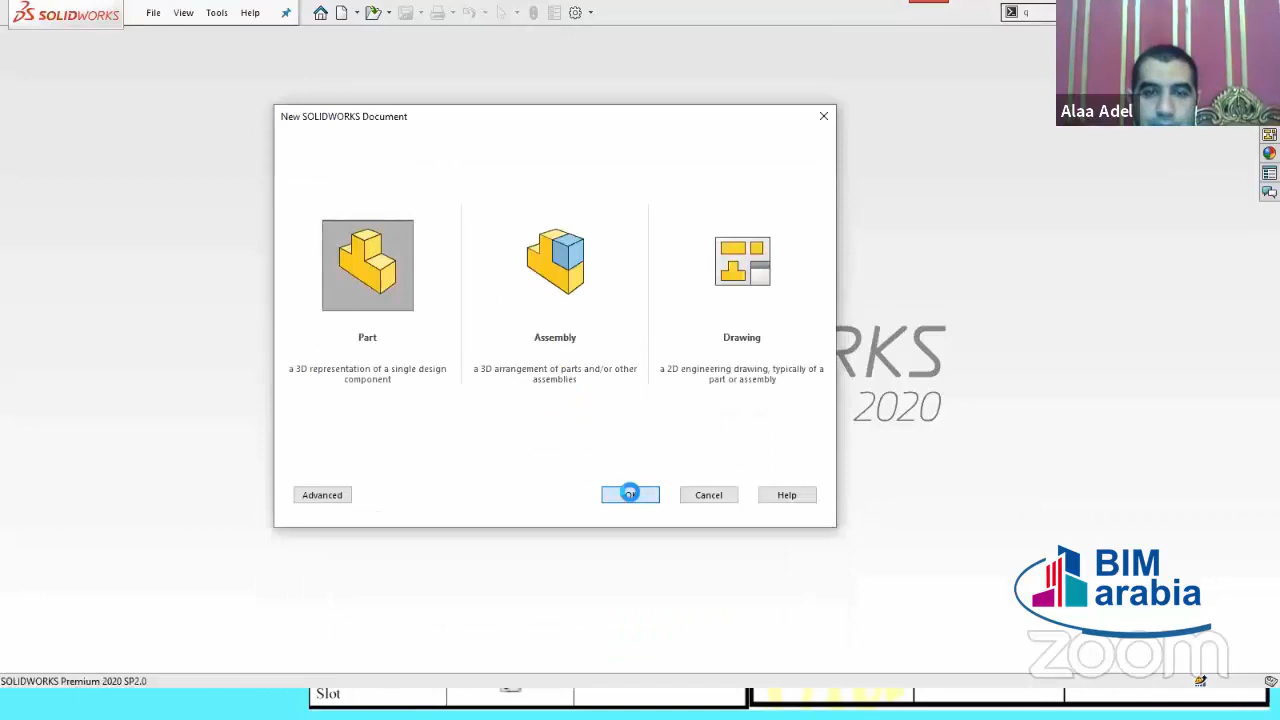 SOLIDWORKS
File View Tools Help
q
Alaa Adel
New SOLIDWORKS Document
Part
a 3D representation of a single design
component
Assembly
a 3D arrangement of parts and/or other
assemblies
Drawing
a 2D engineering drawing, typically of a
part or assembly
RKS
2020
Advanced
Cancel
Help
BIM
arabia
zoom
SOLIDWORKS Premium 2020 SP2.0
Slot